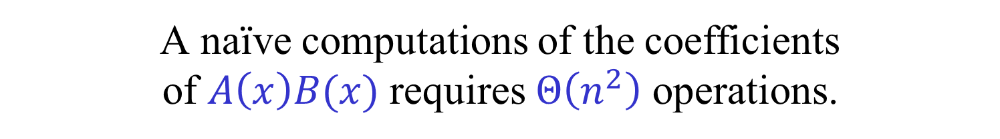 A naïve computations of the coefficients
of 𝐴(𝑥)𝐵(𝑥) requires Θ(𝑛²) operations.